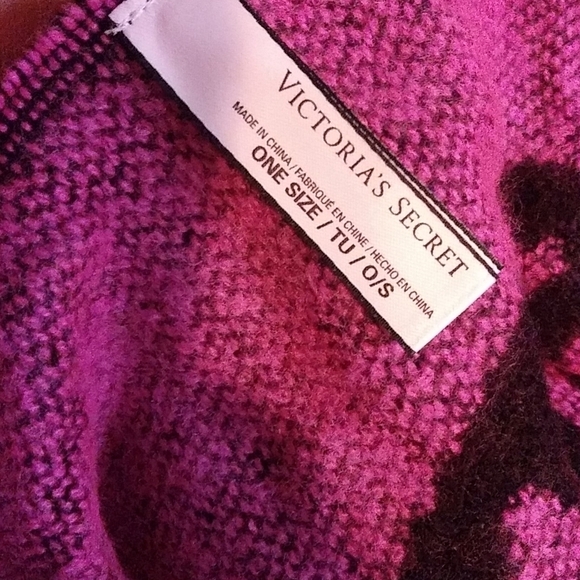 VICTORIA'S SECRET
MADE IN CHINA / FABRIQUÉ EN CHINE / HECHO EN CHINA
ONE SIZE / TU / O/S